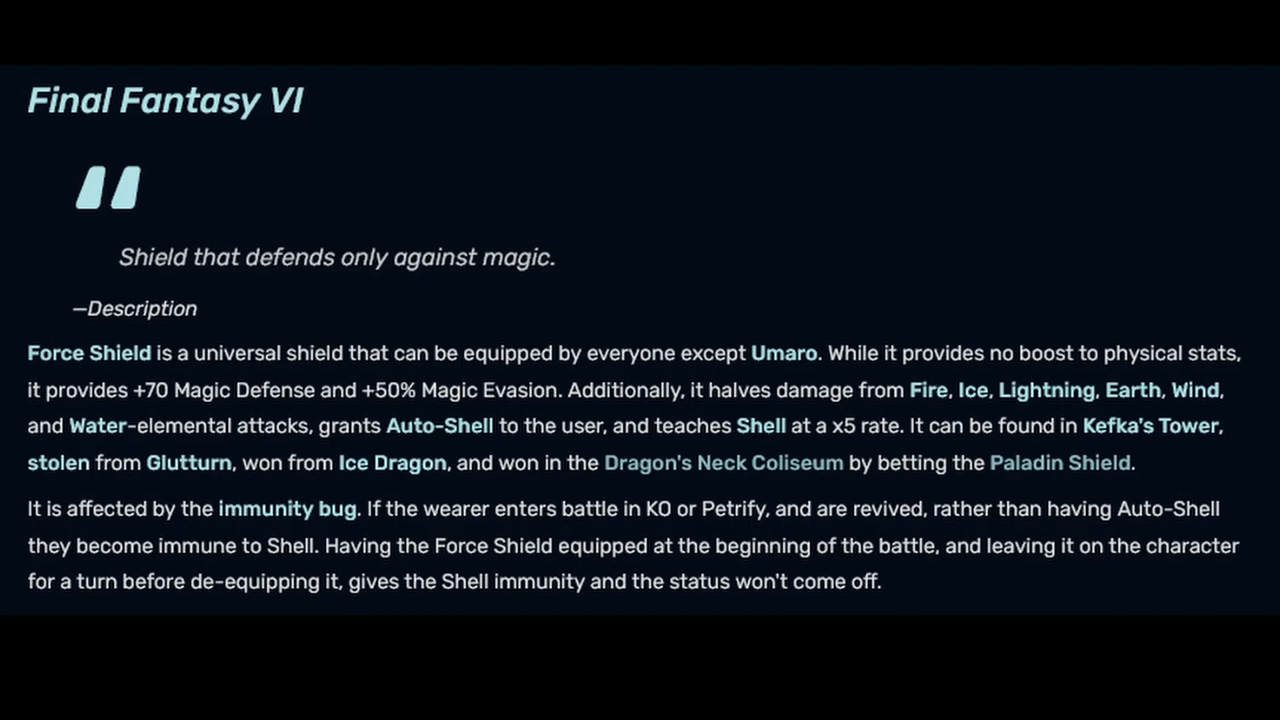 Final Fantasy VI
"
Shield that defends only against magic.
—Description
Force Shield is a universal shield that can be equipped by everyone except Umaro. While it provides no boost to physical stats,
it provides +70 Magic Defense and +50% Magic Evasion. Additionally, it halves damage from Fire, Ice, Lightning, Earth, Wind,
and Water-elemental attacks, grants Auto-Shell to the user, and teaches Shell at a x5 rate. It can be found in Kefka's Tower,
stolen from Glutturn, won from Ice Dragon, and won in the Dragon's Neck Coliseum by betting the Paladin Shield.
It is affected by the immunity bug. If the wearer enters battle in KO or Petrify, and are revived, rather than having Auto-Shell
they become immune to Shell. Having the Force Shield equipped at the beginning of the battle, and leaving it on the character
for a turn before de-equipping it, gives the Shell immunity and the status won't come off.